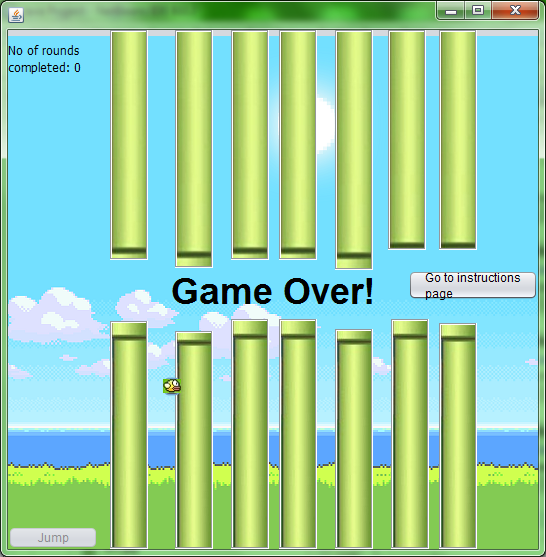 No of rounds
completed: 0
Game Over!
Go to instructions
page
Jump